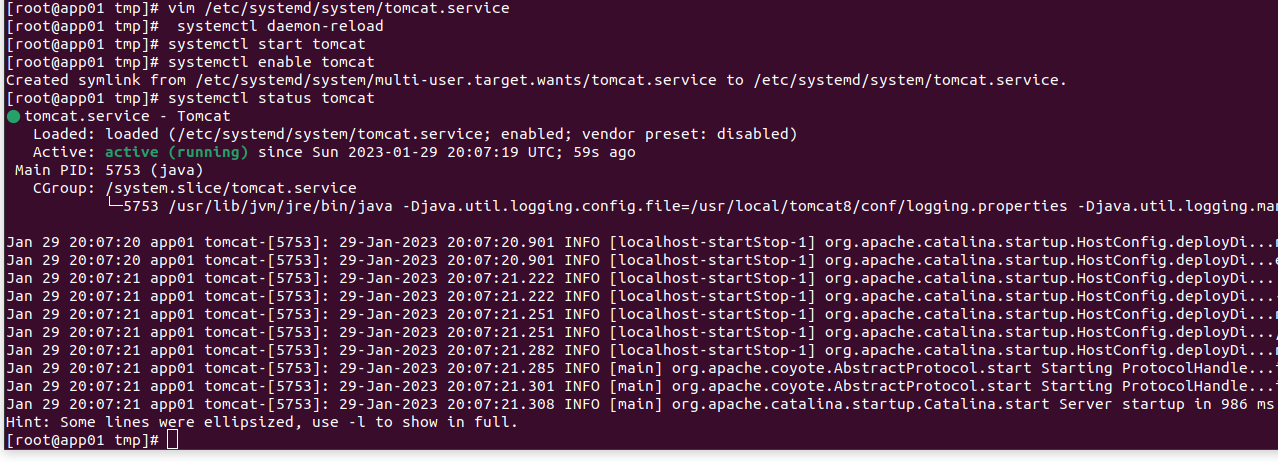 [root@app01 tmp]# vim /etc/systemd/system/tomcat.service
[root@app01 tmp]#  systemctl daemon-reload
[root@app01 tmp]# systemctl start tomcat
[root@app01 tmp]# systemctl enable tomcat
Created symlink from /etc/systemd/system/multi-user.target.wants/tomcat.service to /etc/systemd/system/tomcat.service.
[root@app01 tmp]# systemctl status tomcat
● tomcat.service - Tomcat
   Loaded: loaded (/etc/systemd/system/tomcat.service; enabled; vendor preset: disabled)
   Active: active (running) since Sun 2023-01-29 20:07:19 UTC; 59s ago
 Main PID: 5753 (java)
   CGroup: /system.slice/tomcat.service
           └─5753 /usr/lib/jvm/jre/bin/java -Djava.util.logging.config.file=/usr/local/tomcat8/conf/logging.properties -Djava.util.logging.man
Jan 29 20:07:20 app01 tomcat-[5753]: 29-Jan-2023 20:07:20.901 INFO [localhost-startStop-1] org.apache.catalina.startup.HostConfig.deployDi...
Jan 29 20:07:20 app01 tomcat-[5753]: 29-Jan-2023 20:07:20.901 INFO [localhost-startStop-1] org.apache.catalina.startup.HostConfig.deployDi...e
Jan 29 20:07:21 app01 tomcat-[5753]: 29-Jan-2023 20:07:21.222 INFO [localhost-startStop-1] org.apache.catalina.startup.HostConfig.deployDi...
Jan 29 20:07:21 app01 tomcat-[5753]: 29-Jan-2023 20:07:21.222 INFO [localhost-startStop-1] org.apache.catalina.startup.HostConfig.deployDi...
Jan 29 20:07:21 app01 tomcat-[5753]: 29-Jan-2023 20:07:21.251 INFO [localhost-startStop-1] org.apache.catalina.startup.HostConfig.deployDi...
Jan 29 20:07:21 app01 tomcat-[5753]: 29-Jan-2023 20:07:21.251 INFO [localhost-startStop-1] org.apache.catalina.startup.HostConfig.deployDi...
Jan 29 20:07:21 app01 tomcat-[5753]: 29-Jan-2023 20:07:21.282 INFO [localhost-startStop-1] org.apache.catalina.startup.HostConfig.deployDi...
Jan 29 20:07:21 app01 tomcat-[5753]: 29-Jan-2023 20:07:21.285 INFO [main] org.apache.coyote.AbstractProtocol.start Starting ProtocolHandle...
Jan 29 20:07:21 app01 tomcat-[5753]: 29-Jan-2023 20:07:21.301 INFO [main] org.apache.coyote.AbstractProtocol.start Starting ProtocolHandle...
Jan 29 20:07:21 app01 tomcat-[5753]: 29-Jan-2023 20:07:21.308 INFO [main] org.apache.catalina.startup.Catalina.start Server startup in 986 ms
Hint: Some lines were ellipsized, use -l to show in full.
[root@app01 tmp]#